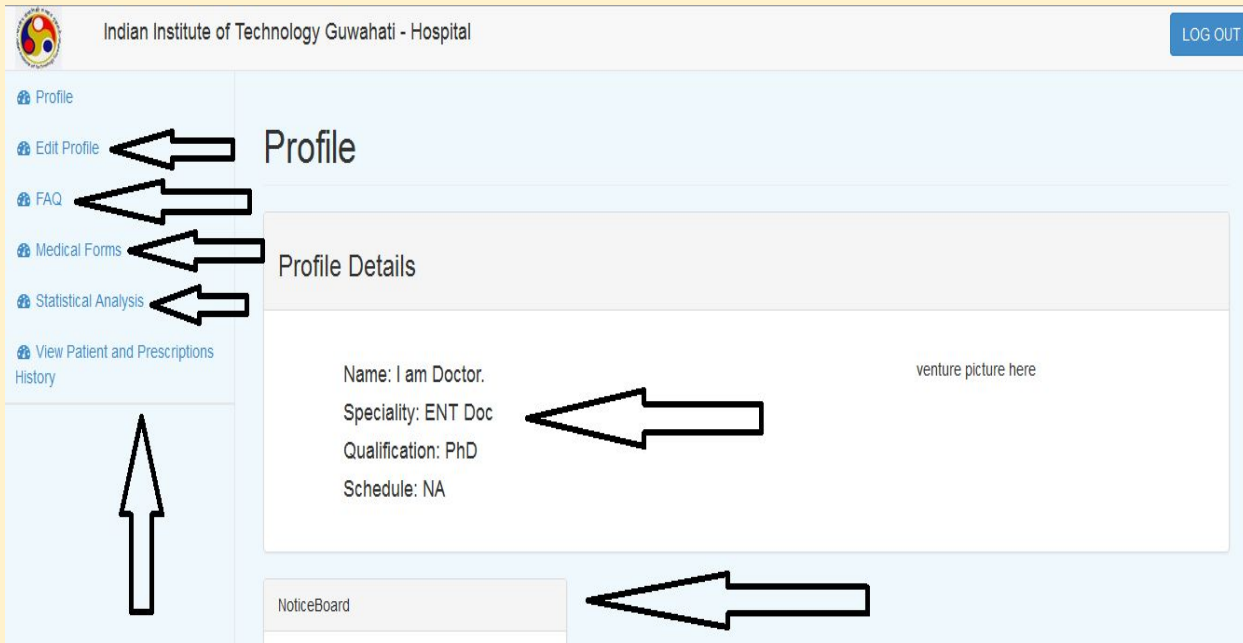 Indian Institute of Technology Guwahati - Hospital
LOG OUT
Profile
Edit Profile
FAQ
Medical Forms
Statistical Analysis
View Patient and Prescriptions
History
Profile
Profile Details
Name: I am Doctor.
Speciality: ENT Doc
Qualification: PhD
Schedule: NA
venture picture here
NoticeBoard